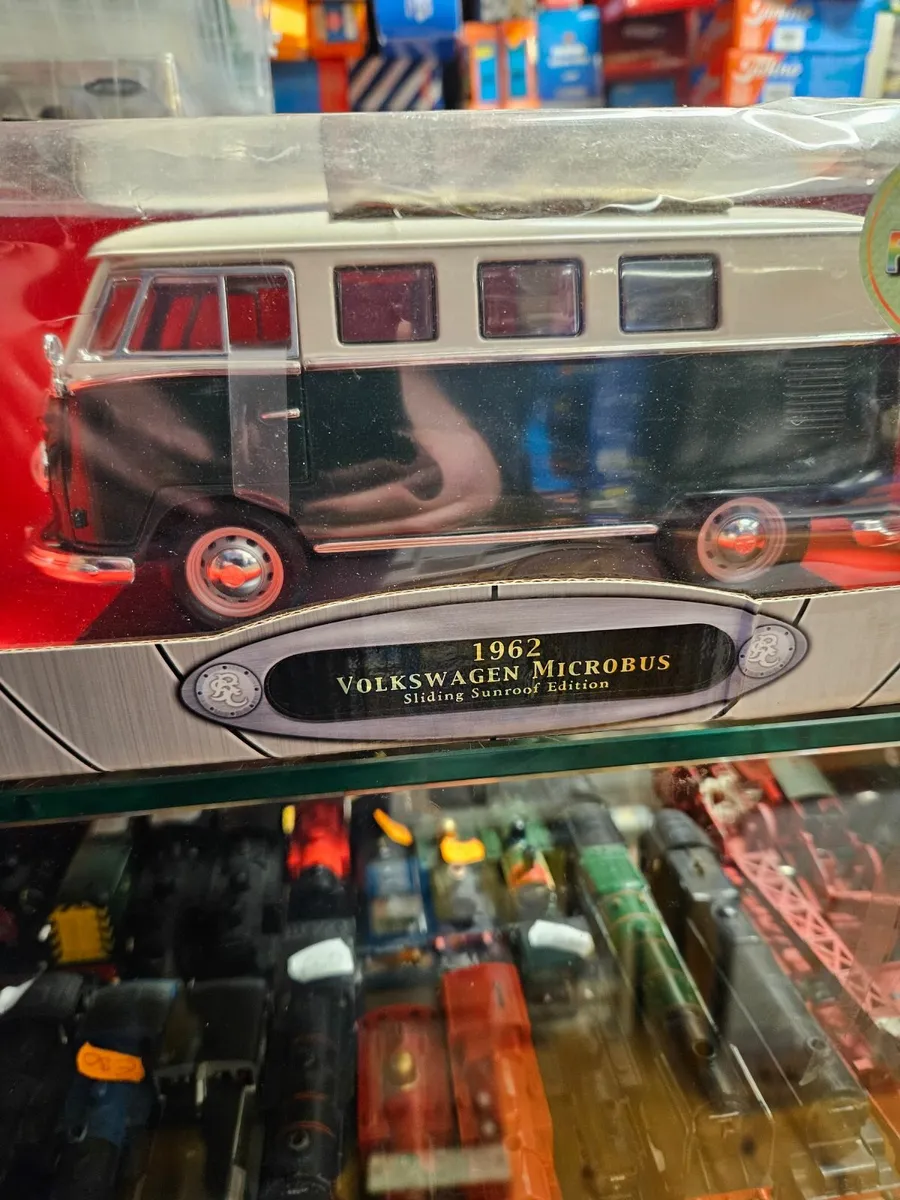 1962
VOLKSWAGEN MICROBUS
Sliding Sunroof Edition